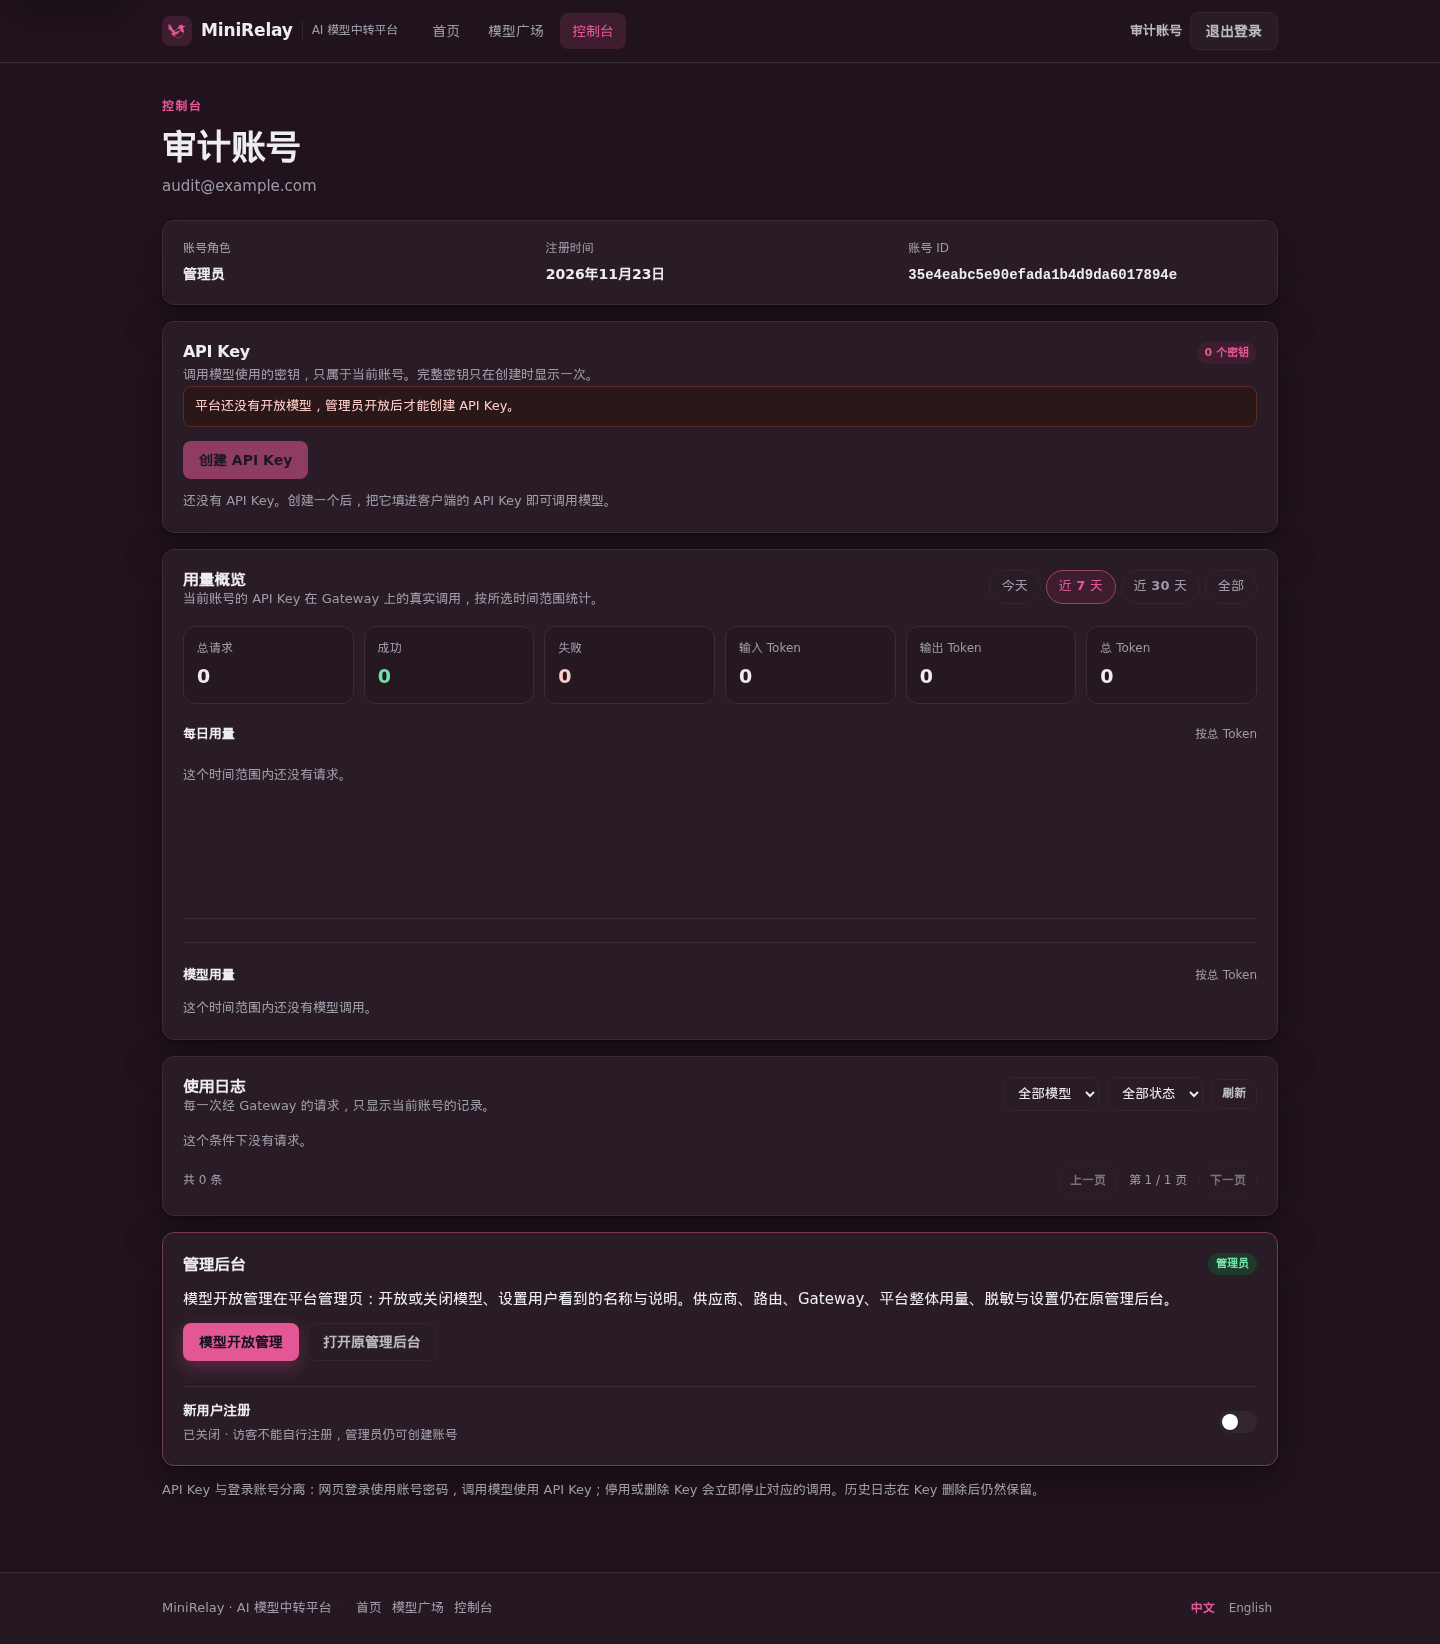 MiniRelay
AI 模型中转平台
首页
模型广场
控制台
审计账号
退出登录
控制台
审计账号
audit@example.com
账号角色
管理员
注册时间
2026年11月23日
账号 ID
35e4eabc5e90efada1b4d9da6017894e
API Key
0 个密钥
调用模型使用的密钥，只属于当前账号。完整密钥只在创建时显示一次。
平台还没有开放模型，管理员开放后才能创建 API Key。
创建 API Key
还没有 API Key。创建一个后，把它填进客户端的 API Key 即可调用模型。
用量概览
当前账号的 API Key 在 Gateway 上的真实调用，按所选时间范围统计。
今天
近 7 天
近 30 天
全部
总请求
0
成功
0
失败
0
输入 Token
0
输出 Token
0
总 Token
0
每日用量
按总 Token
这个时间范围内还没有请求。
模型用量
按总 Token
这个时间范围内还没有模型调用。
使用日志
每一次经 Gateway 的请求，只显示当前账号的记录。
全部模型
全部状态
刷新
这个条件下没有请求。
共 0 条
上一页
第 1 / 1 页
下一页
管理后台
管理员
模型开放管理在平台管理页：开放或关闭模型、设置用户看到的名称与说明。供应商、路由、Gateway、平台整体用量、脱敏与设置仍在原管理后台。
模型开放管理
打开原管理后台
新用户注册
已关闭 · 访客不能自行注册，管理员仍可创建账号
API Key 与登录账号分离：网页登录使用账号密码，调用模型使用 API Key；停用或删除 Key 会立即停止对应的调用。历史日志在 Key 删除后仍然保留。
MiniRelay · AI 模型中转平台
首页
模型广场
控制台
中文
English